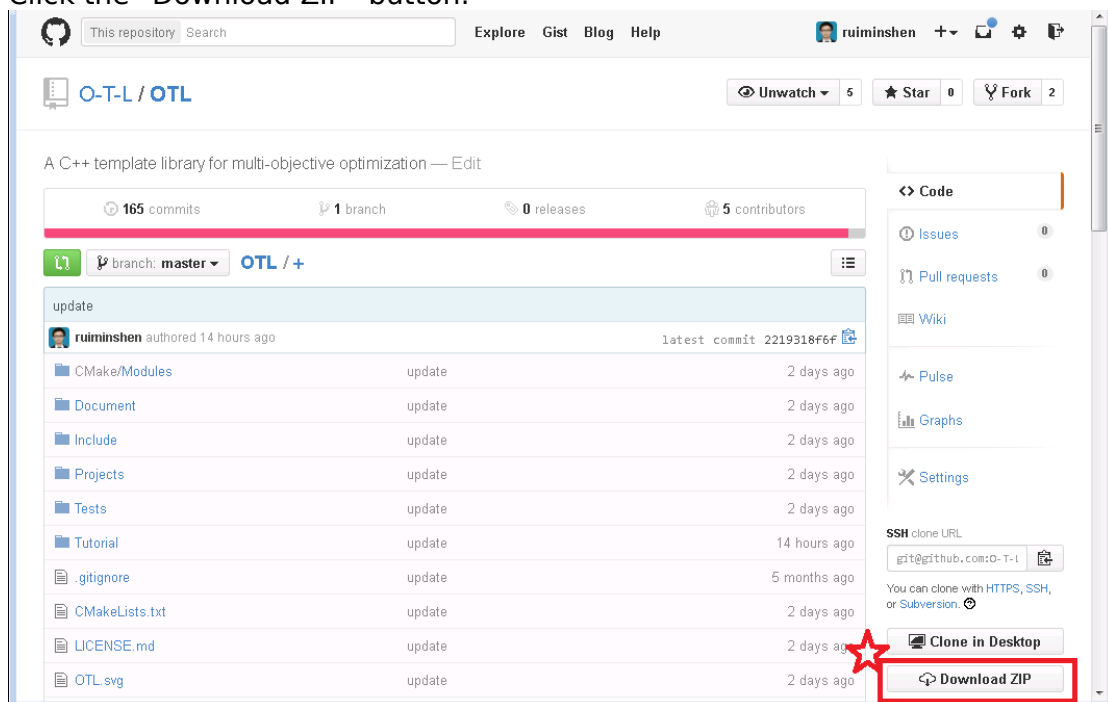 Click the "Download ZIP" button.
This repository Search Explore Gist Blog Help ruiminshen
O-T-L / OTL Unwatch 5 Star 0 Fork 2
A C++ template library for multi-objective optimization — Edit
165 commits 1 branch 0 releases 5 contributors
branch: master OTL / +
update
ruiminshen authored 14 hours ago latest commit 2219318f6f
CMake/Modules update 2 days ago
Document update 2 days ago
Include update 2 days ago
Projects update 2 days ago
Tests update 2 days ago
Tutorial update 14 hours ago
.gitignore update 5 months ago
CMakeLists.txt update 2 days ago
LICENSE.md update 2 days ago
OTL.svg update 2 days ago
Code
Issues 0
Pull requests 0
Wiki
Pulse
Graphs
Settings
SSH clone URL
git@github.com:O-T-L
You can clone with HTTPS, SSH,
or Subversion.
Clone in Desktop
Download ZIP